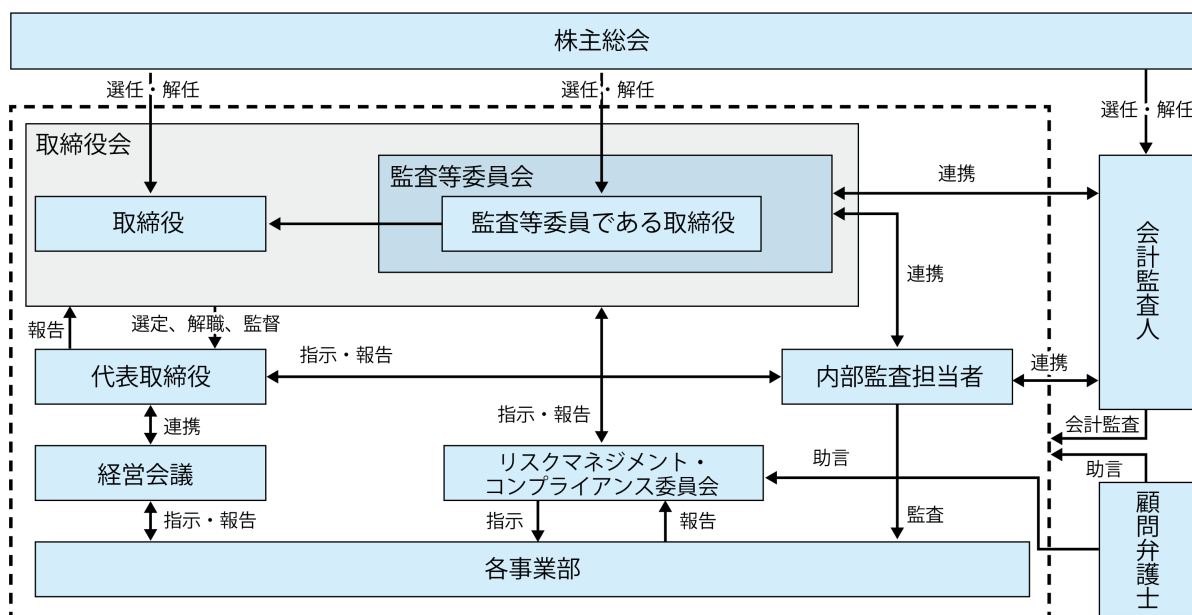 株主総会
選任・解任
選任・解任
選任・解任
取締役会
監査等委員会
連携
取締役
監査等委員である取締役
会計監査人
連携
報告
選定、解職、監督
指示・報告
代表取締役
内部監査担当者
連携
連携
指示・報告
会計監査
経営会議
リスクマネジメント・
コンプライアンス委員会
助言
助言
指示・報告
指示
報告
監査
顧問弁護士
各事業部